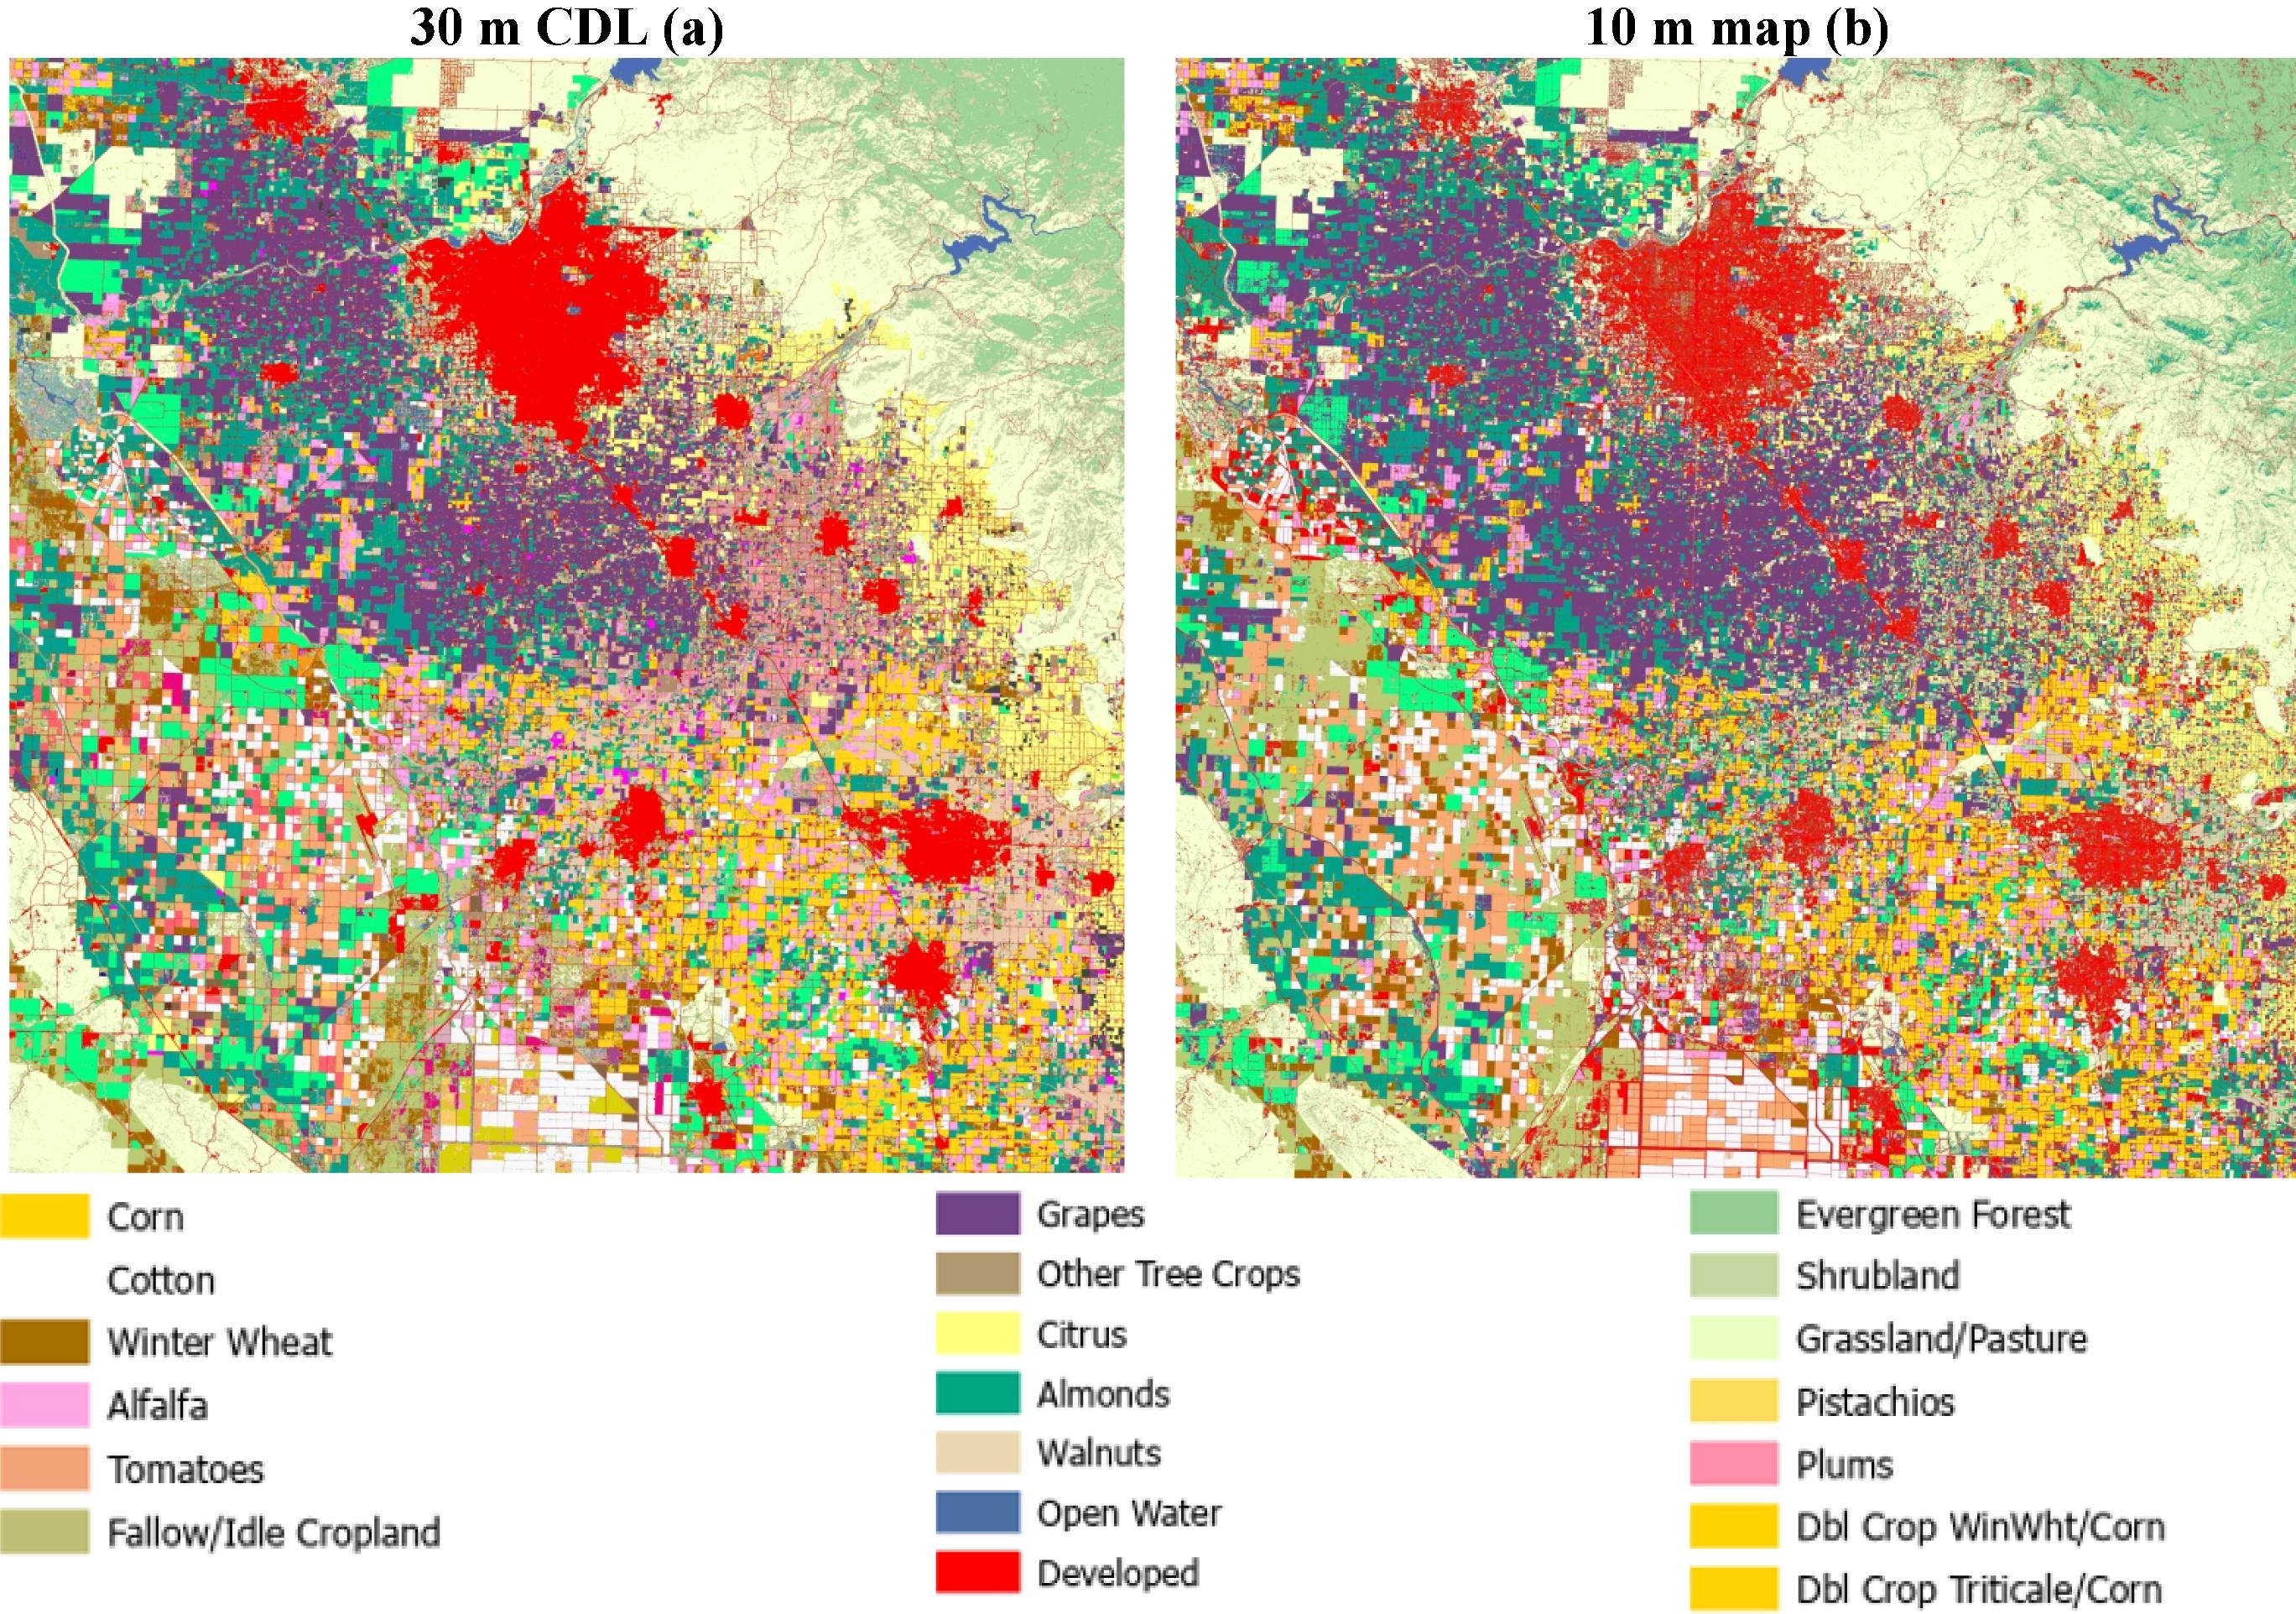 30 m CDL (a)
10 m map (b)
Corn
Cotton
Winter Wheat
Alfalfa
Tomatoes
Fallow/Idle Cropland
Grapes
Other Tree Crops
Citrus
Almonds
Walnuts
Open Water
Developed
Evergreen Forest
Shrubland
Grassland/Pasture
Pistachios
Plums
Dbl Crop WinWht/Corn
Dbl Crop Triticale/Corn